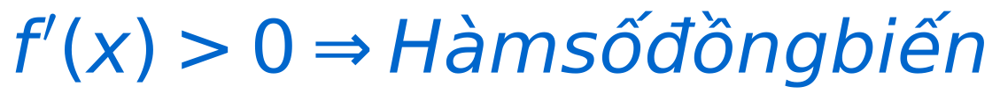 f′(x) > 0 ⇒ Hàmsốđồngbiến